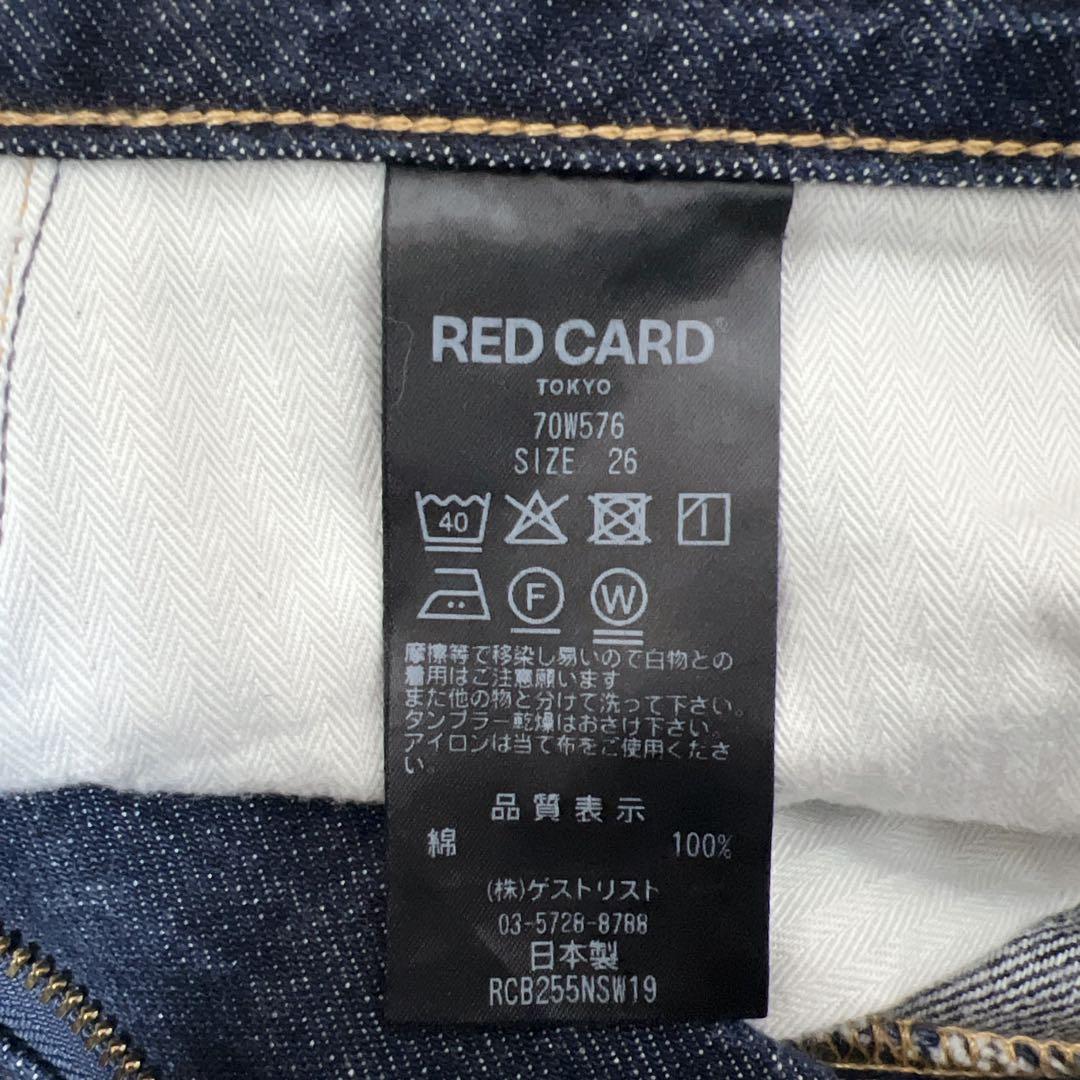 RED CARD®
TOKYO
70W576
SIZE 26
40
F W
摩擦等で移染し易いので白物との
着用はご注意願います
また他の物と分けて洗って下さい。
タンブラー乾燥はおさけ下さい。
アイロンは当て布をご使用くださ
い。
品質表示
綿 100%
(株)ゲストリスト
03-5728-8788
日本製
RCB255NSW19